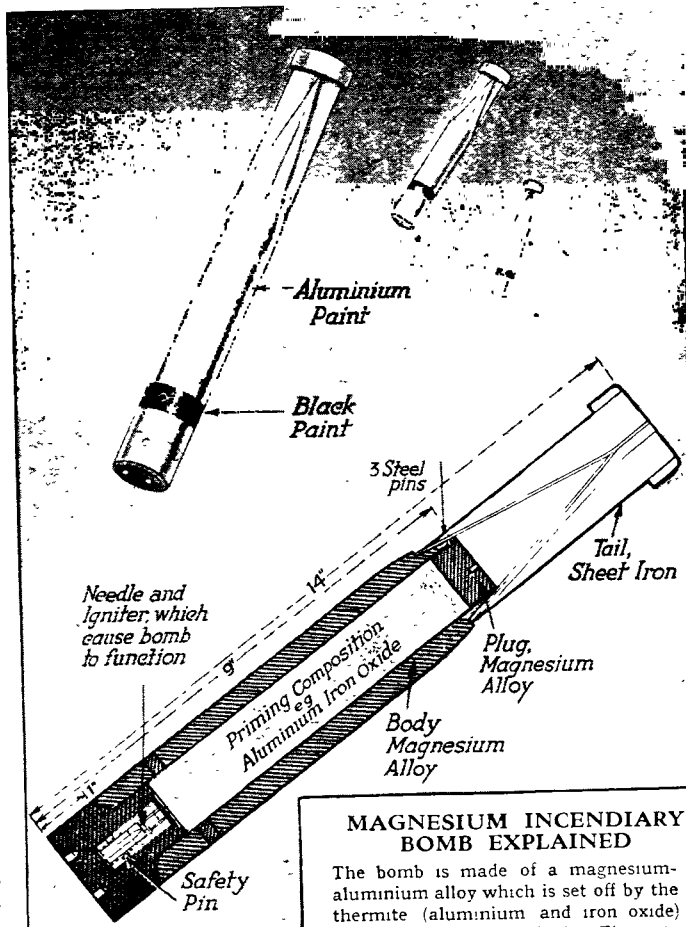 Aluminium
Paint
Black
Paint
3 Steel
pins
14"
Tail,
Sheet Iron
Needle and
Igniter, which
cause bomb
to function
9"
Plug,
Magnesium
Alloy
Priming Composition
eg
Aluminium Iron Oxide
Body
Magnesium
Alloy
1"
Safety
Pin
MAGNESIUM INCENDIARY
BOMB EXPLAINED
The bomb is made of a magnesium-
aluminium alloy which is set off by the
thermite (aluminium and iron oxide)